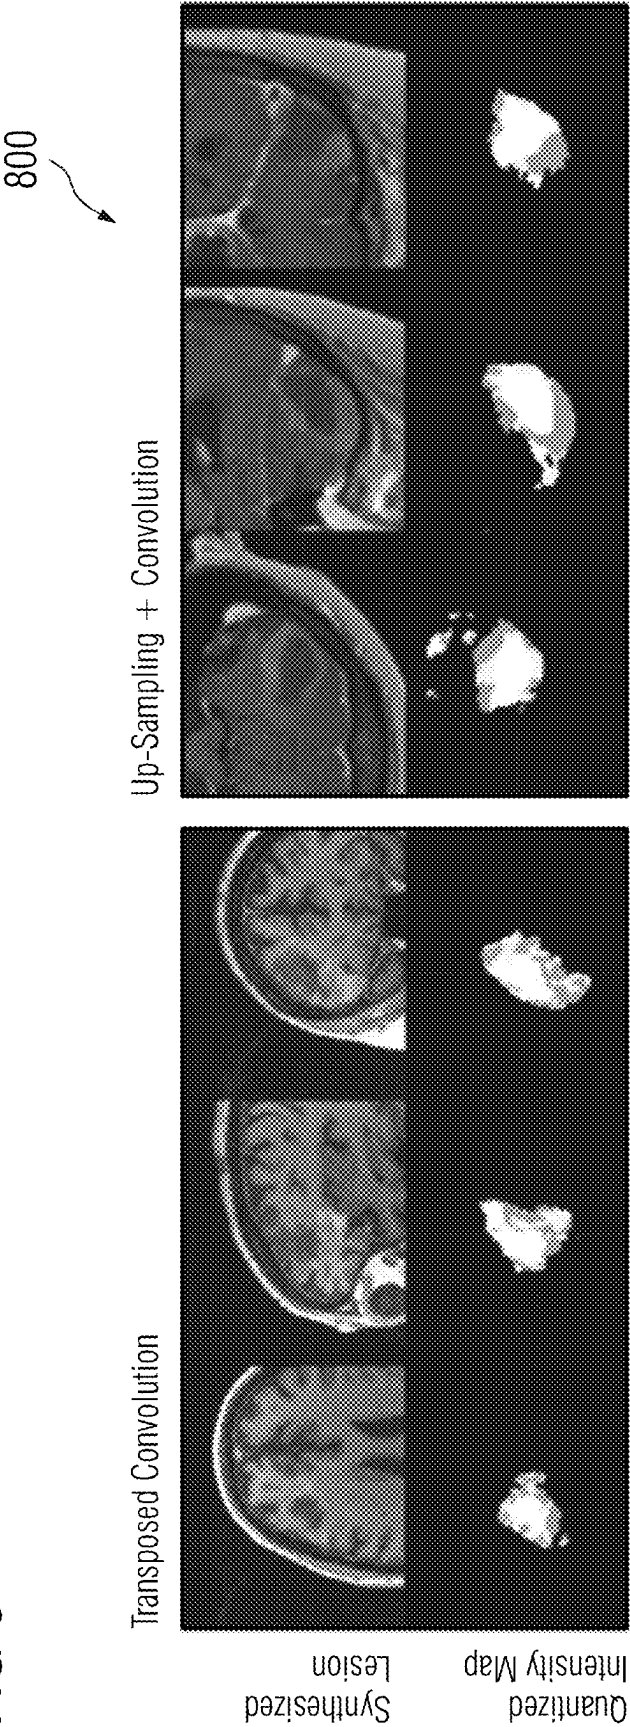 800
Transposed Convolution
Up-Sampling + Convolution
Synthesized
Lesion
Quantized
Intensity Map